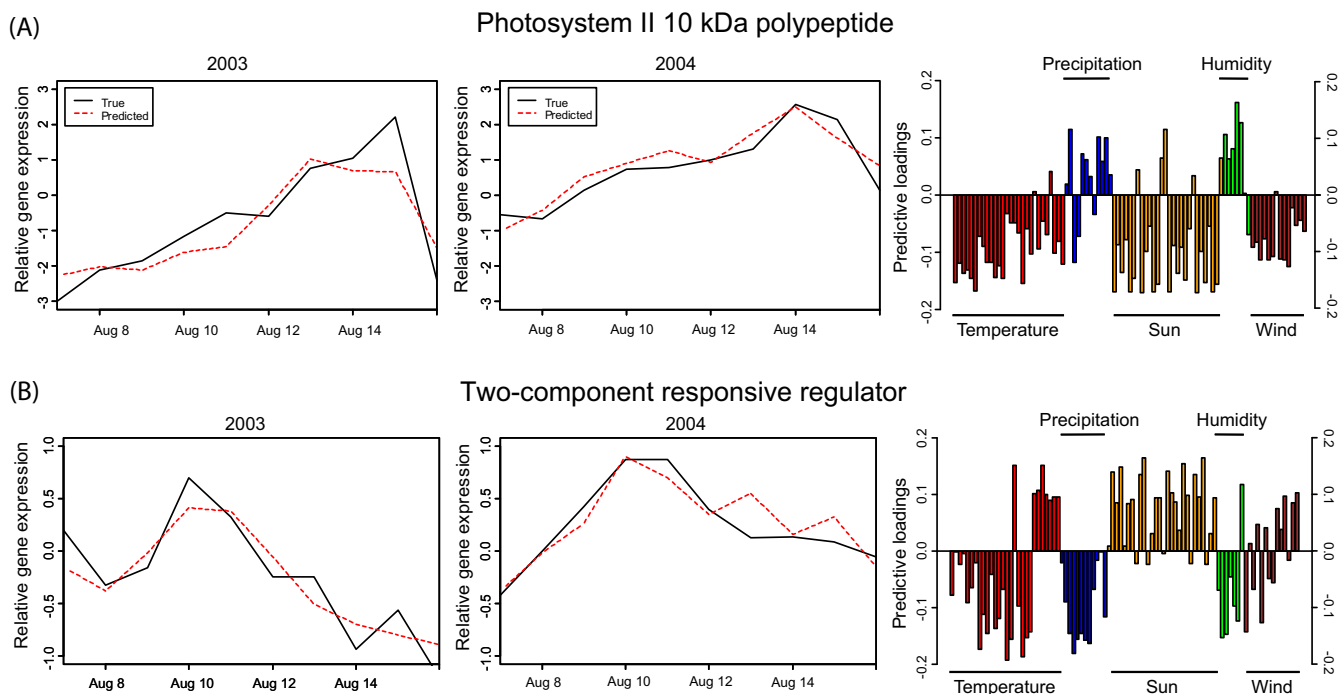 (A)
Photosystem II 10 kDa polypeptide
2003
2004
Precipitation
Humidity
Relative gene expression
3
2
1
0
-1
-2
-3
True
Predicted
Aug 8
Aug 10
Aug 12
Aug 14
Relative gene expression
3
2
1
0
-1
-2
-3
True
Predicted
Aug 8
Aug 10
Aug 12
Aug 14
Predictive loadings
0.2
0.1
0.0
-0.1
-0.2
0.2
0.1
0.0
-0.1
-0.2
Temperature
Sun
Wind
(B)
Two-component responsive regulator
2003
2004
Precipitation
Humidity
Relative gene expression
1.0
0.5
0.0
-0.5
-1.0
Aug 8
Aug 10
Aug 12
Aug 14
Relative gene expression
1.0
0.5
0.0
-0.5
-1.0
Aug 8
Aug 10
Aug 12
Aug 14
Predictive loadings
0.2
0.1
0.0
-0.1
-0.2
0.2
0.1
0.0
-0.1
-0.2
Temperature
Sun
Wind